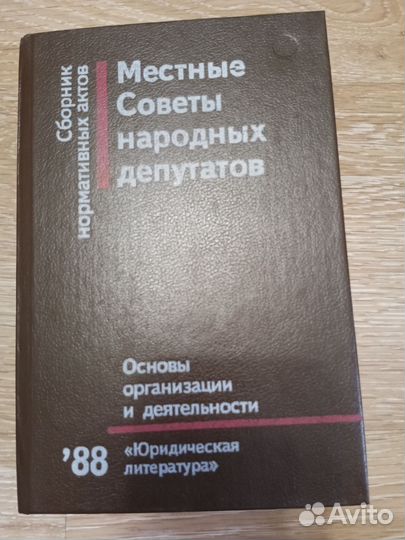 Сборник
нормативных актов
Местные
Советы
народных
депутатов
Основы
организации
и деятельности
'88
«Юридическая
литература»
Avito